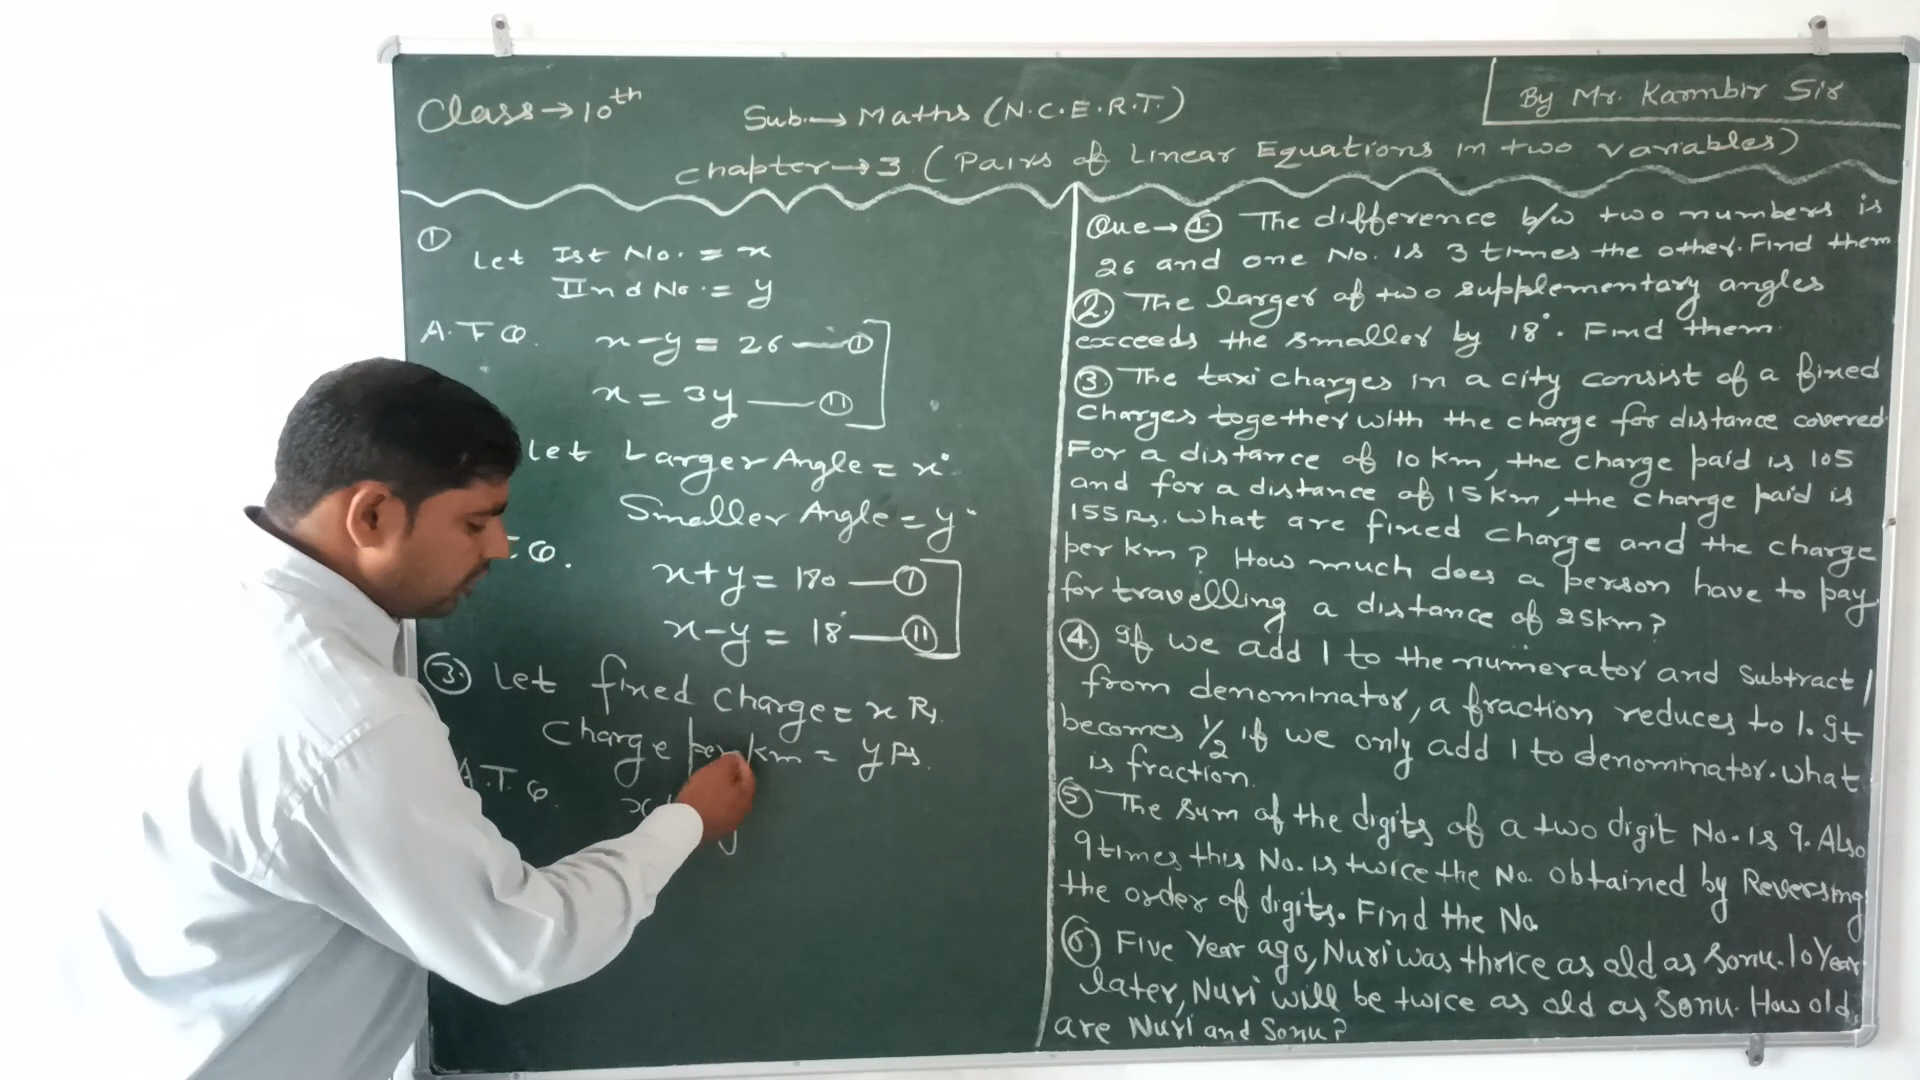 Class→10th
Sub.→Maths (N.C.E.R.T.)
By Mr. Karmbir Sir
Chapter→3 (Pairs of Linear Equations in two variables)
①
Let Ist No. = x
IInd No. = y
A.T.Q. x-y = 26 —①
x = 3y —⑪
let Larger Angle = x°
Smaller Angle = y°
Q.
x+y = 180 —①
x-y = 18° —⑪
③. Let fixed charge = x Rs.
Charge per km = y Rs.
A.T.Q.
Que→①. The difference b/w two numbers is
26 and one No. is 3 times the other. Find them
②. The larger of two supplementary angles
exceeds the smaller by 18°. Find them.
③. The taxi charges in a city consist of a fixed
charges together with the charge for distance covered.
For a distance of 10 km, the charge paid is 105
and for a distance of 15 km, the charge paid is
155 Rs. What are fixed charge and the charge
per km? How much does a person have to pay
for travelling a distance of 25 km?
④. If we add 1 to the numerator and subtract 1
from denominator, a fraction reduces to 1. It
becomes 1/2 if we only add 1 to denominator. What
is fraction.
⑤ The sum of the digits of a two digit No. is 9. Also
9 times this No. is twice the No. obtained by Reversing
the order of digits. Find the No.
⑥. Five Year ago, Nuri was thrice as old as Sonu. 10 Year
later, Nuri will be twice as old as Sonu. How old
are Nuri and Sonu?